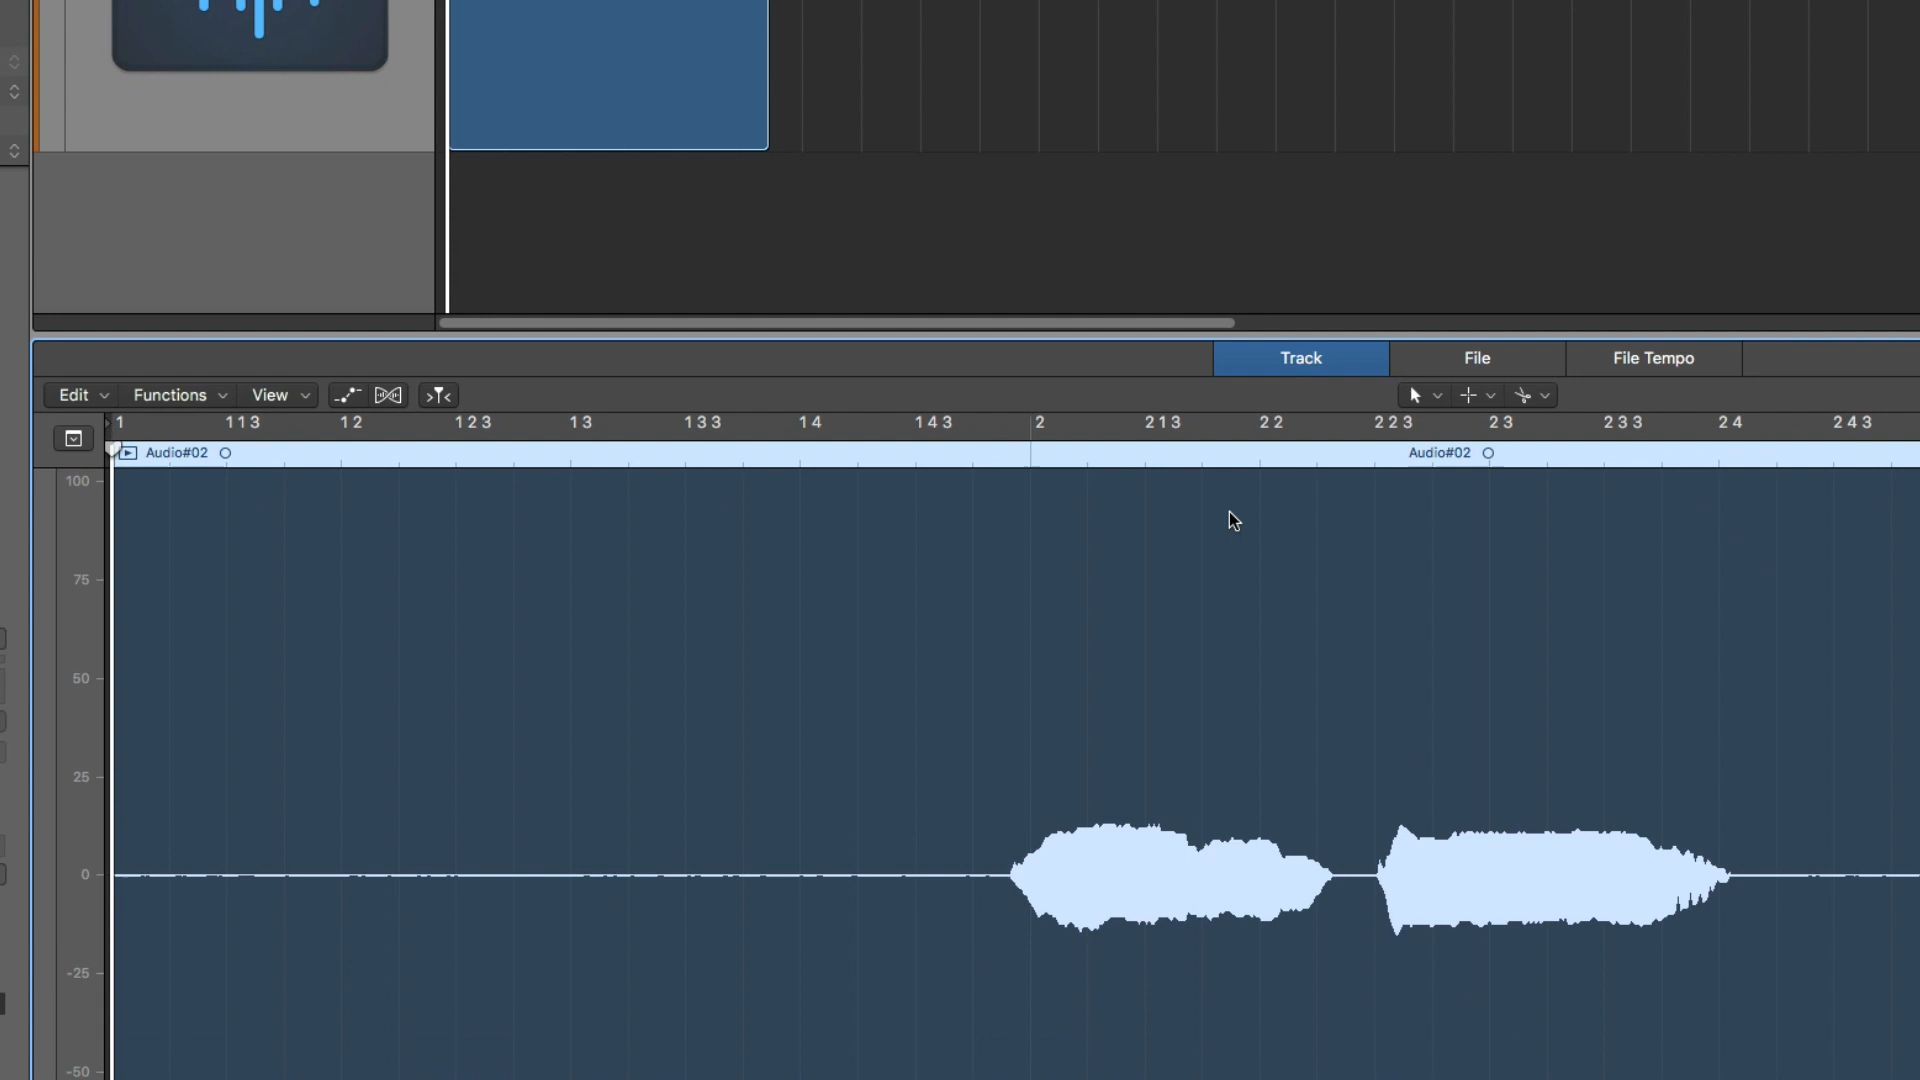 Track File File Tempo
Edit Functions View
1 1 1 3 1 2 1 2 3 1 3 1 3 3 1 4 1 4 3 2 2 1 3 2 2 2 2 3 2 3 2 3 3 2 4 2 4 3
Audio#02 Audio#02
100
75
50
25
0
-25
-50